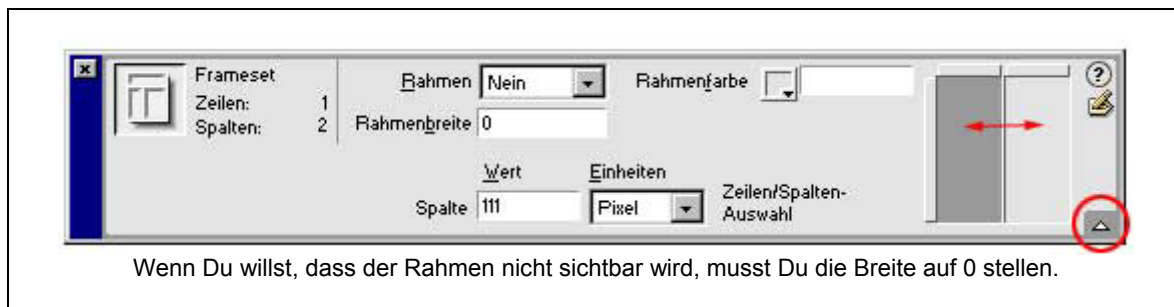 Frameset
Zeilen: 1
Spalten: 2
Rahmen Nein
Rahmenfarbe
Rahmenbreite 0
Wert Einheiten
Spalte 111 Pixel
Zeilen/Spalten-
Auswahl
Wenn Du willst, dass der Rahmen nicht sichtbar wird, musst Du die Breite auf 0 stellen.